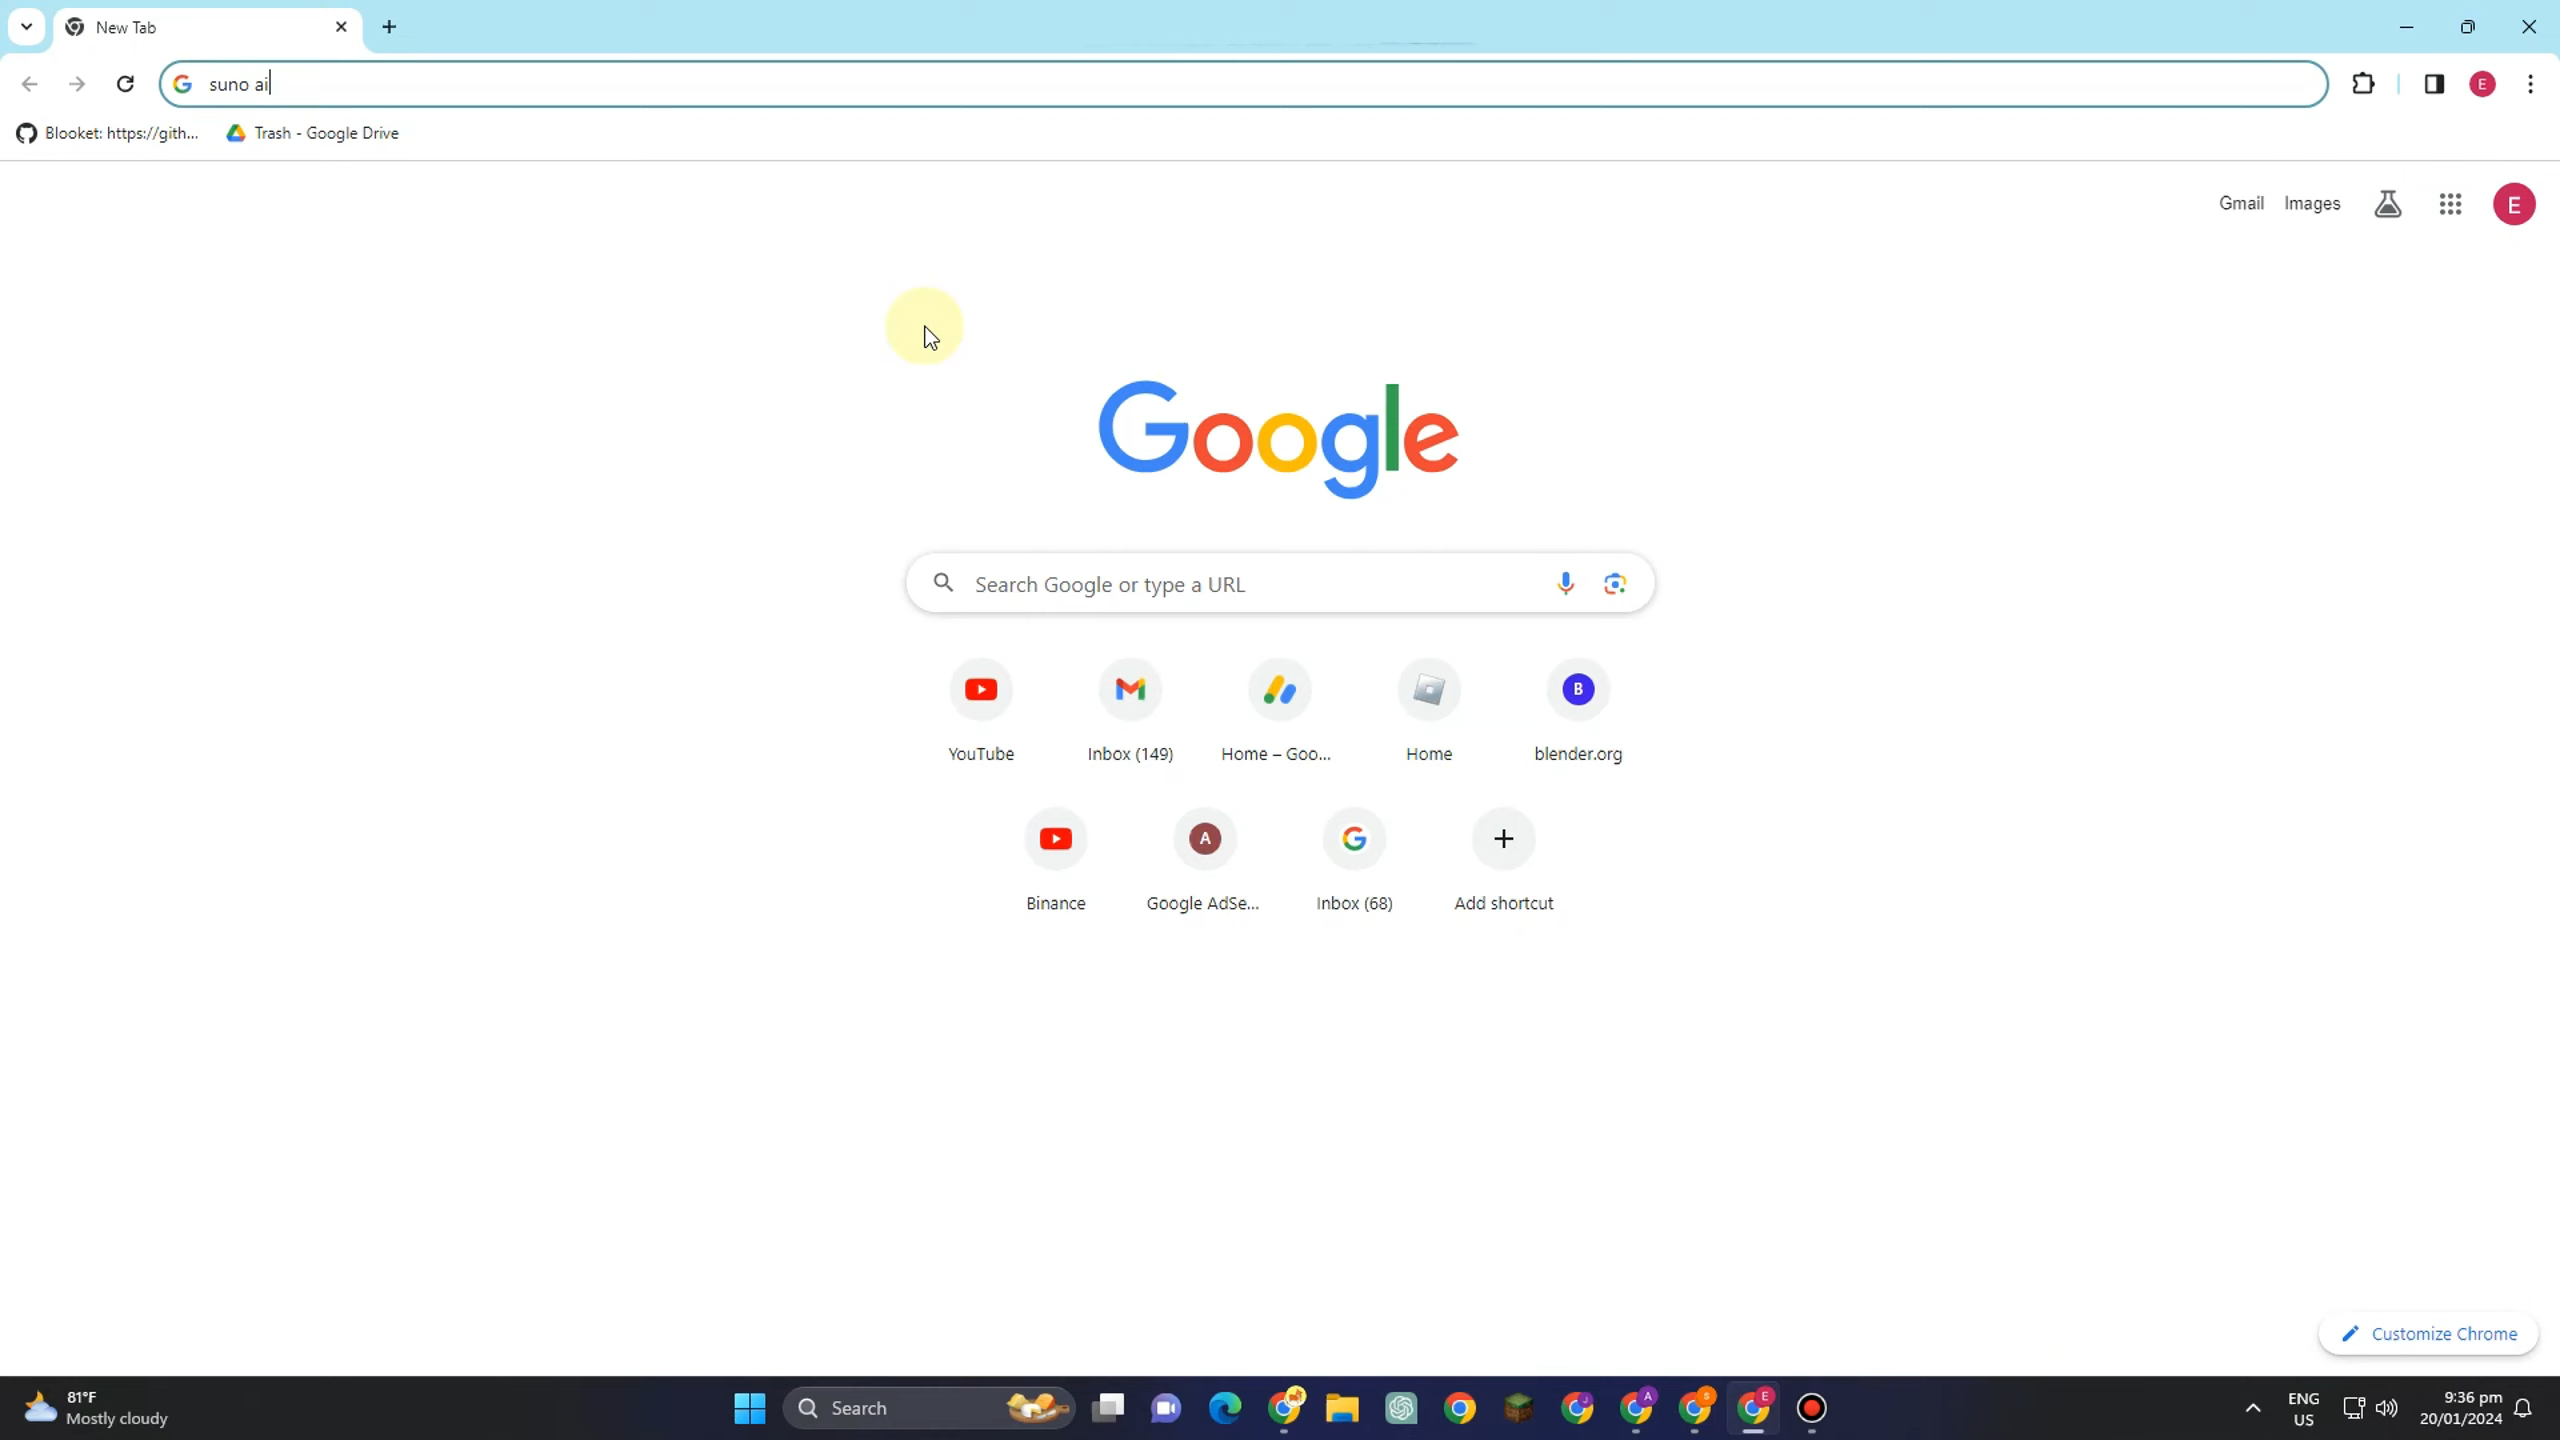 New Tab
suno ai
Blooket: https://gith... Trash - Google Drive
Gmail Images E
Google
Search Google or type a URL
B
YouTube Inbox (149) Home – Goo... Home blender.org
A
Binance Google AdSe... Inbox (68) Add shortcut
Customize Chrome
81°F
Mostly cloudy
Search
J A S E
ENG
US
9:36 pm
20/01/2024